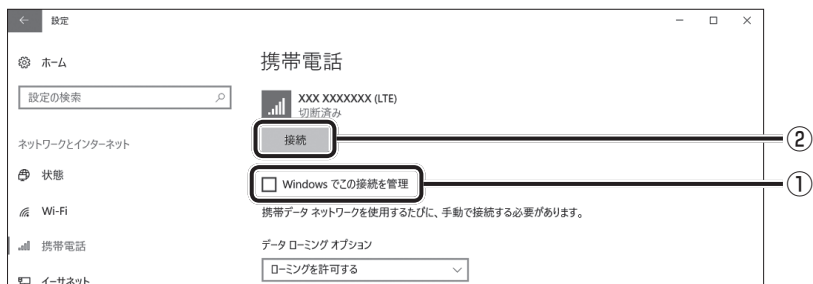 設定
ホーム
設定の検索
ネットワークとインターネット
状態
Wi-Fi
携帯電話
イーサネット
携帯電話
XXX XXXXXXX (LTE)
切断済み
接続
②
Windows でこの接続を管理
①
携帯データ ネットワークを使用するたびに、手動で接続する必要があります。
データ ローミング オプション
ローミングを許可する